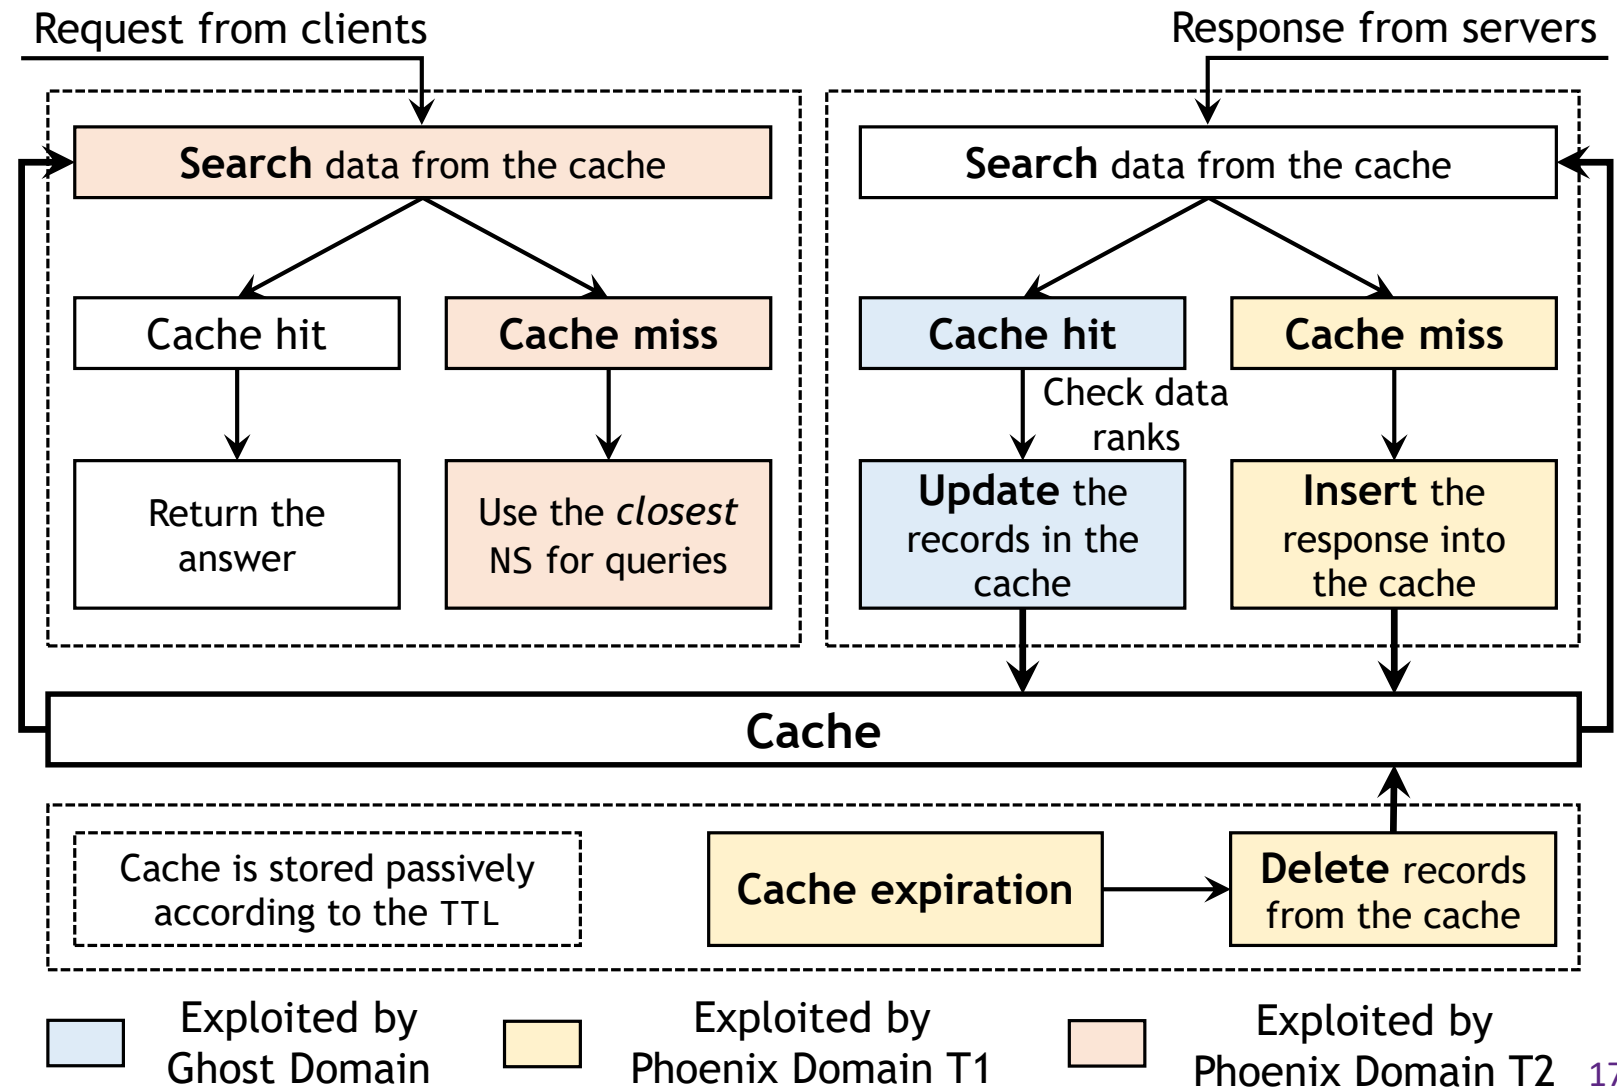 Request from clients
Response from servers
Search data from the cache
Search data from the cache
Cache hit
Cache miss
Cache hit
Cache miss
Check data
ranks
Return the
answer
Use the closest
NS for queries
Update the
records in the
cache
Insert the
response into
the cache
Cache
Cache is stored passively
according to the TTL
Cache expiration
Delete records
from the cache
Exploited by
Ghost Domain
Exploited by
Phoenix Domain T1
Exploited by
Phoenix Domain T2
17